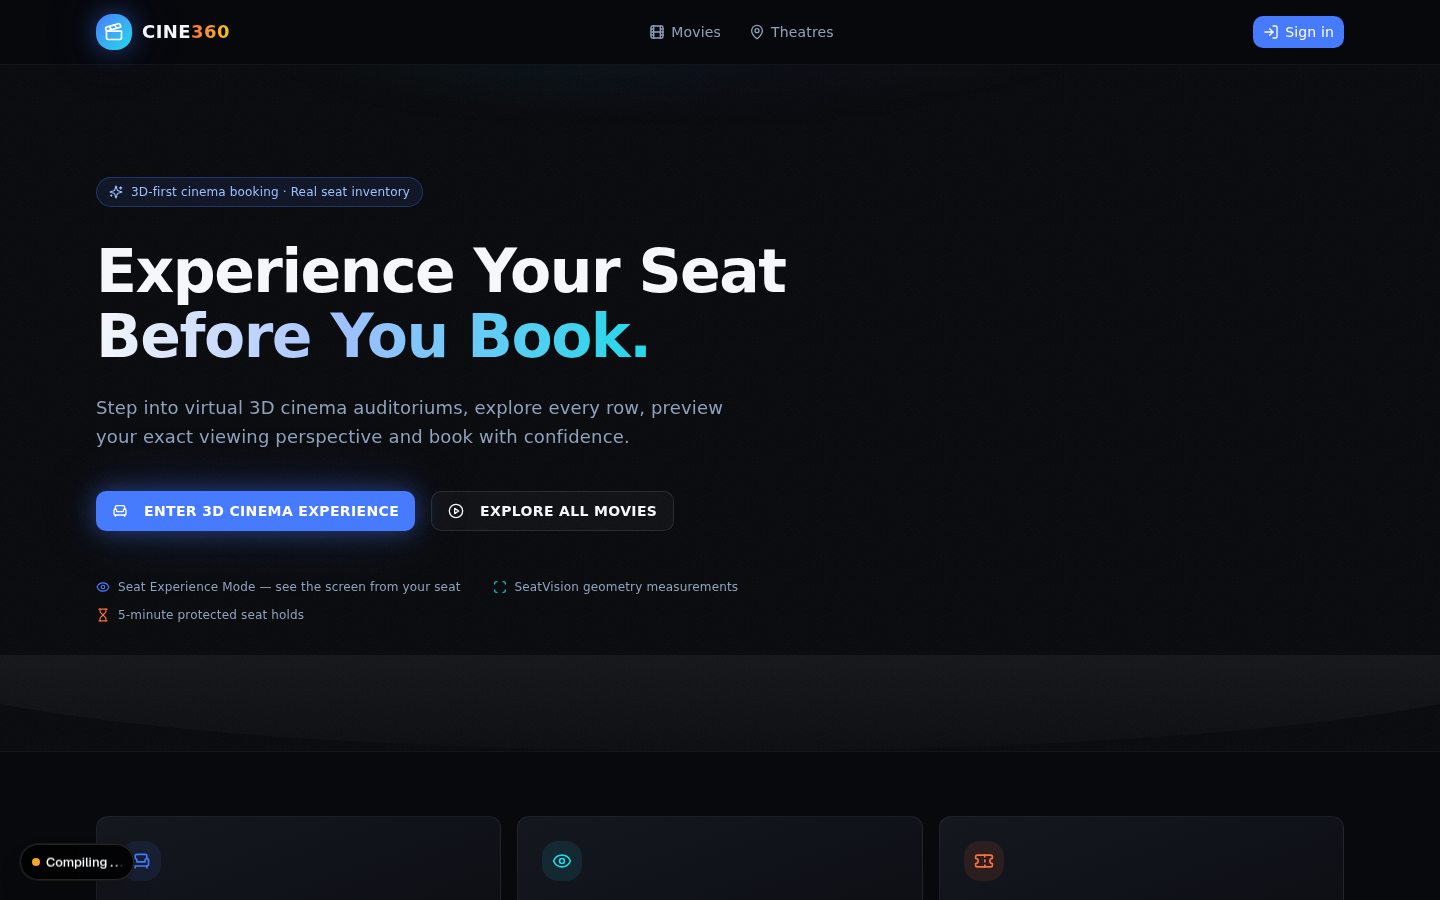 CINE360
Movies
Theatres
Sign in
3D-first cinema booking · Real seat inventory
Experience Your Seat
Before You Book.
Step into virtual 3D cinema auditoriums, explore every row, preview
your exact viewing perspective and book with confidence.
ENTER 3D CINEMA EXPERIENCE
EXPLORE ALL MOVIES
Seat Experience Mode — see the screen from your seat
SeatVision geometry measurements
5-minute protected seat holds
Compiling ...